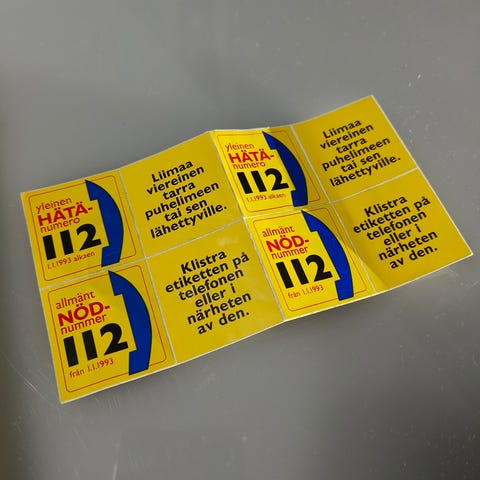 yleinen
HÄTÄ-
numero
112
1.1.1993 alkaen
Liimaa
viereinen
tarra
puhelimeen
tai sen
lähettyville.
yleinen
HÄTÄ-
numero
112
1.1.1993 alkaen
Liimaa
viereinen
tarra
puhelimeen
tai sen
lähettyville.
allmänt
NÖD-
nummer
112
från 1.1.1993
Klistra
etiketten på
telefonen
eller i
närheten
av den.
allmänt
NÖD-
nummer
112
från 1.1.1993
Klistra
etiketten på
telefonen
eller i
närheten
av den.